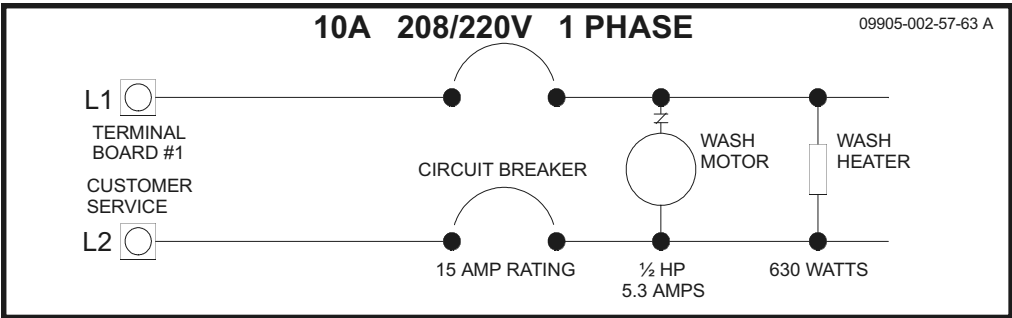 10A 208/220V 1 PHASE
09905-002-57-63 A
L1
TERMINAL
BOARD #1
CUSTOMER
SERVICE
L2
CIRCUIT BREAKER
15 AMP RATING
WASH
MOTOR
½ HP
5.3 AMPS
WASH
HEATER
630 WATTS